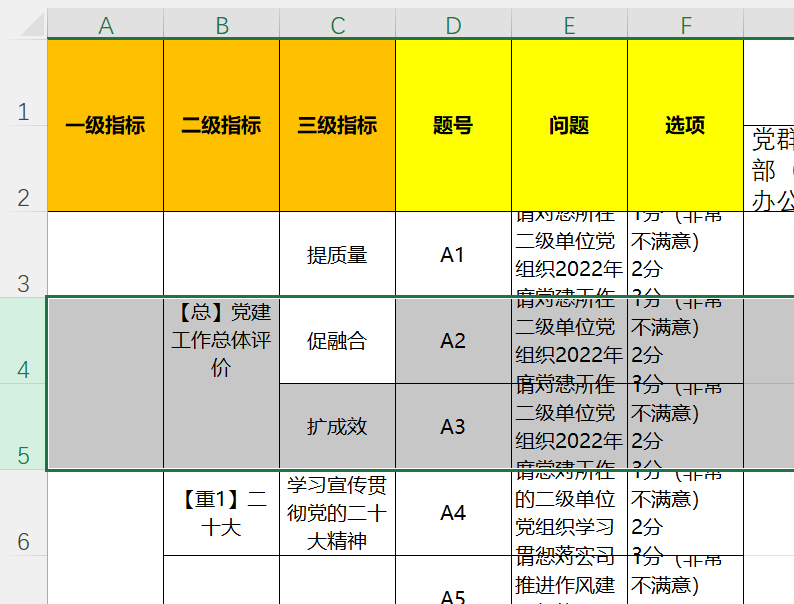 A B C D E F
1
一级指标 二级指标 三级指标 题号 问题 选项
党群
部（
办公
2
3
提质量 A1
请对您所在
二级单位党
组织2022年
度党建工作
1分（非常
不满意）
2分
3分
4
【总】党建
工作总体评
价
促融合 A2
请对您所在
二级单位党
组织2022年
度党建工作
1分（非常
不满意）
2分
3分
5
扩成效 A3
请对您所在
二级单位党
组织2022年
度党建工作
1分（非常
不满意）
2分
3分
6
【重1】二
十大
学习宣传贯
彻党的二十
大精神
A4
您对所在
的二级单位
党组织学习
贯彻落实
1分（非常
不满意）
2分
3分
A5
推进作风建
1分（非常
不满意）